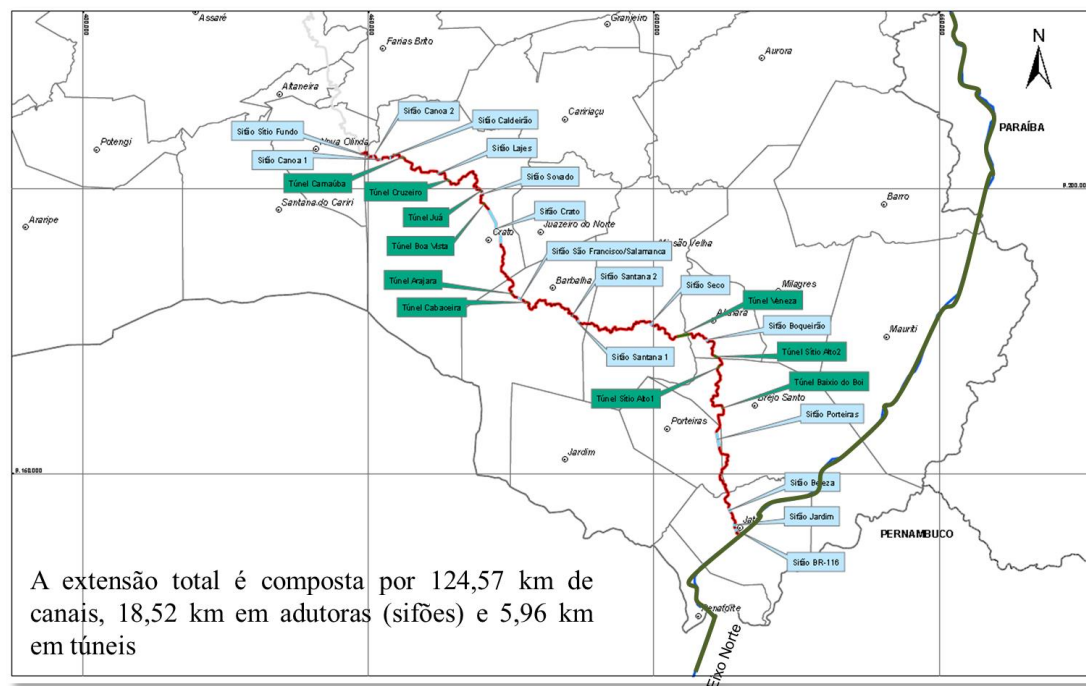 Assaré
Granjeiro
Farias Brito
Aurora
N
Altaneira
Sifão Canoa 2
Sifão Caldeirão
Caririaçu
PARAÍBA
Sifão Sítio Fundo
Nova Olinda
Sifão Lajes
Potengi
Sifão Canoa 1
Túnel Carnaúba
Túnel Cruzeiro
Sifão Sovado
Santana do Cariri
Barro
Túnel Juá
Sifão Crato
Araripe
Juazeiro do Norte
Túnel Boa Vista
Crato
Missão Velha
Sifão São Francisco/Salamanca
Túnel Arajara
Barbalha
Sifão Santana 2
Sifão Seco
Milagres
Túnel Cabaceira
Túnel Veneza
Abaiara
Sifão Boqueirão
Mauriti
Sifão Santana 1
Túnel Sítio Alto2
Túnel Baixio do Boi
Túnel Sítio Alto1
Brejo Santo
Sifão Porteiras
Porteiras
Jardim
Sifão Beleza
Sifão Jardim
Jati
PERNAMBUCO
Sifão BR-116
A extensão total é composta por 124,57 km de
canais, 18,52 km em adutoras (sifões) e 5,96 km
em túneis
Penaforte
Eixo Norte